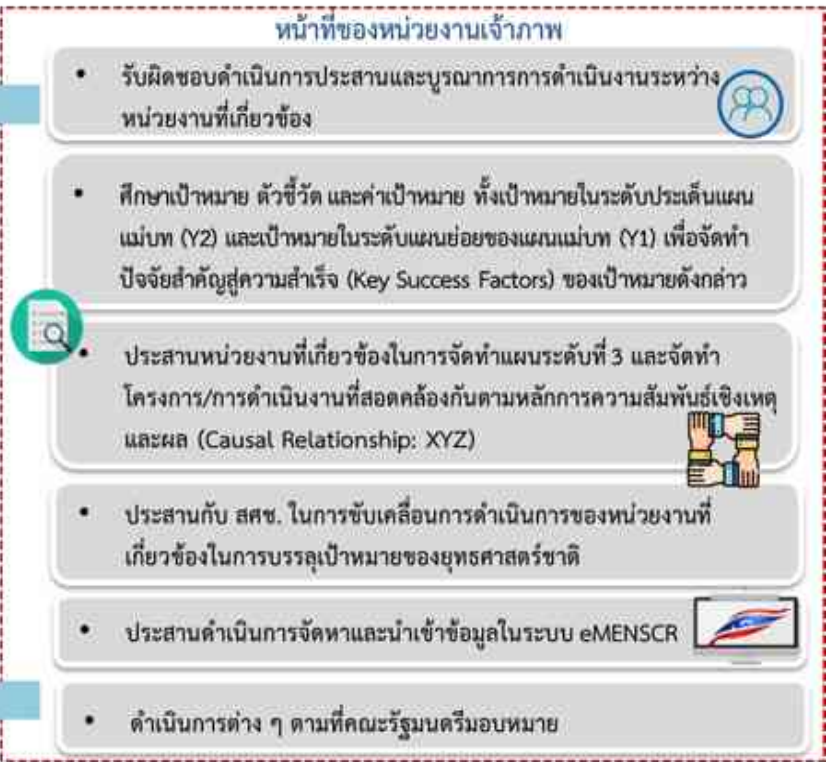 หน้าที่ของหน่วยงานเจ้าภาพ
• รับผิดชอบดำเนินการประสานและบูรณาการการดำเนินงานระหว่าง
หน่วยงานที่เกี่ยวข้อง
• ศึกษาเป้าหมาย ตัวชี้วัด และค่าเป้าหมาย ทั้งเป้าหมายในระดับประเด็นแผน
แม่บท (Y2) และเป้าหมายในระดับแผนย่อยของแผนแม่บท (Y1) เพื่อจัดทำ
ปัจจัยสำคัญสู่ความสำเร็จ (Key Success Factors) ของเป้าหมายดังกล่าว
• ประสานหน่วยงานที่เกี่ยวข้องในการจัดทำแผนระดับที่ 3 และจัดทำ
โครงการ/การดำเนินงานที่สอดคล้องกันตามหลักการความสัมพันธ์เชิงเหตุ
และผล (Causal Relationship: XYZ)
• ประสานกับ สศช. ในการขับเคลื่อนการดำเนินการของหน่วยงานที่
เกี่ยวข้องในการบรรลุเป้าหมายของยุทธศาสตร์ชาติ
• ประสานดำเนินการจัดหาและนำเข้าข้อมูลในระบบ eMENSCR
• ดำเนินการต่าง ๆ ตามที่คณะรัฐมนตรีมอบหมาย